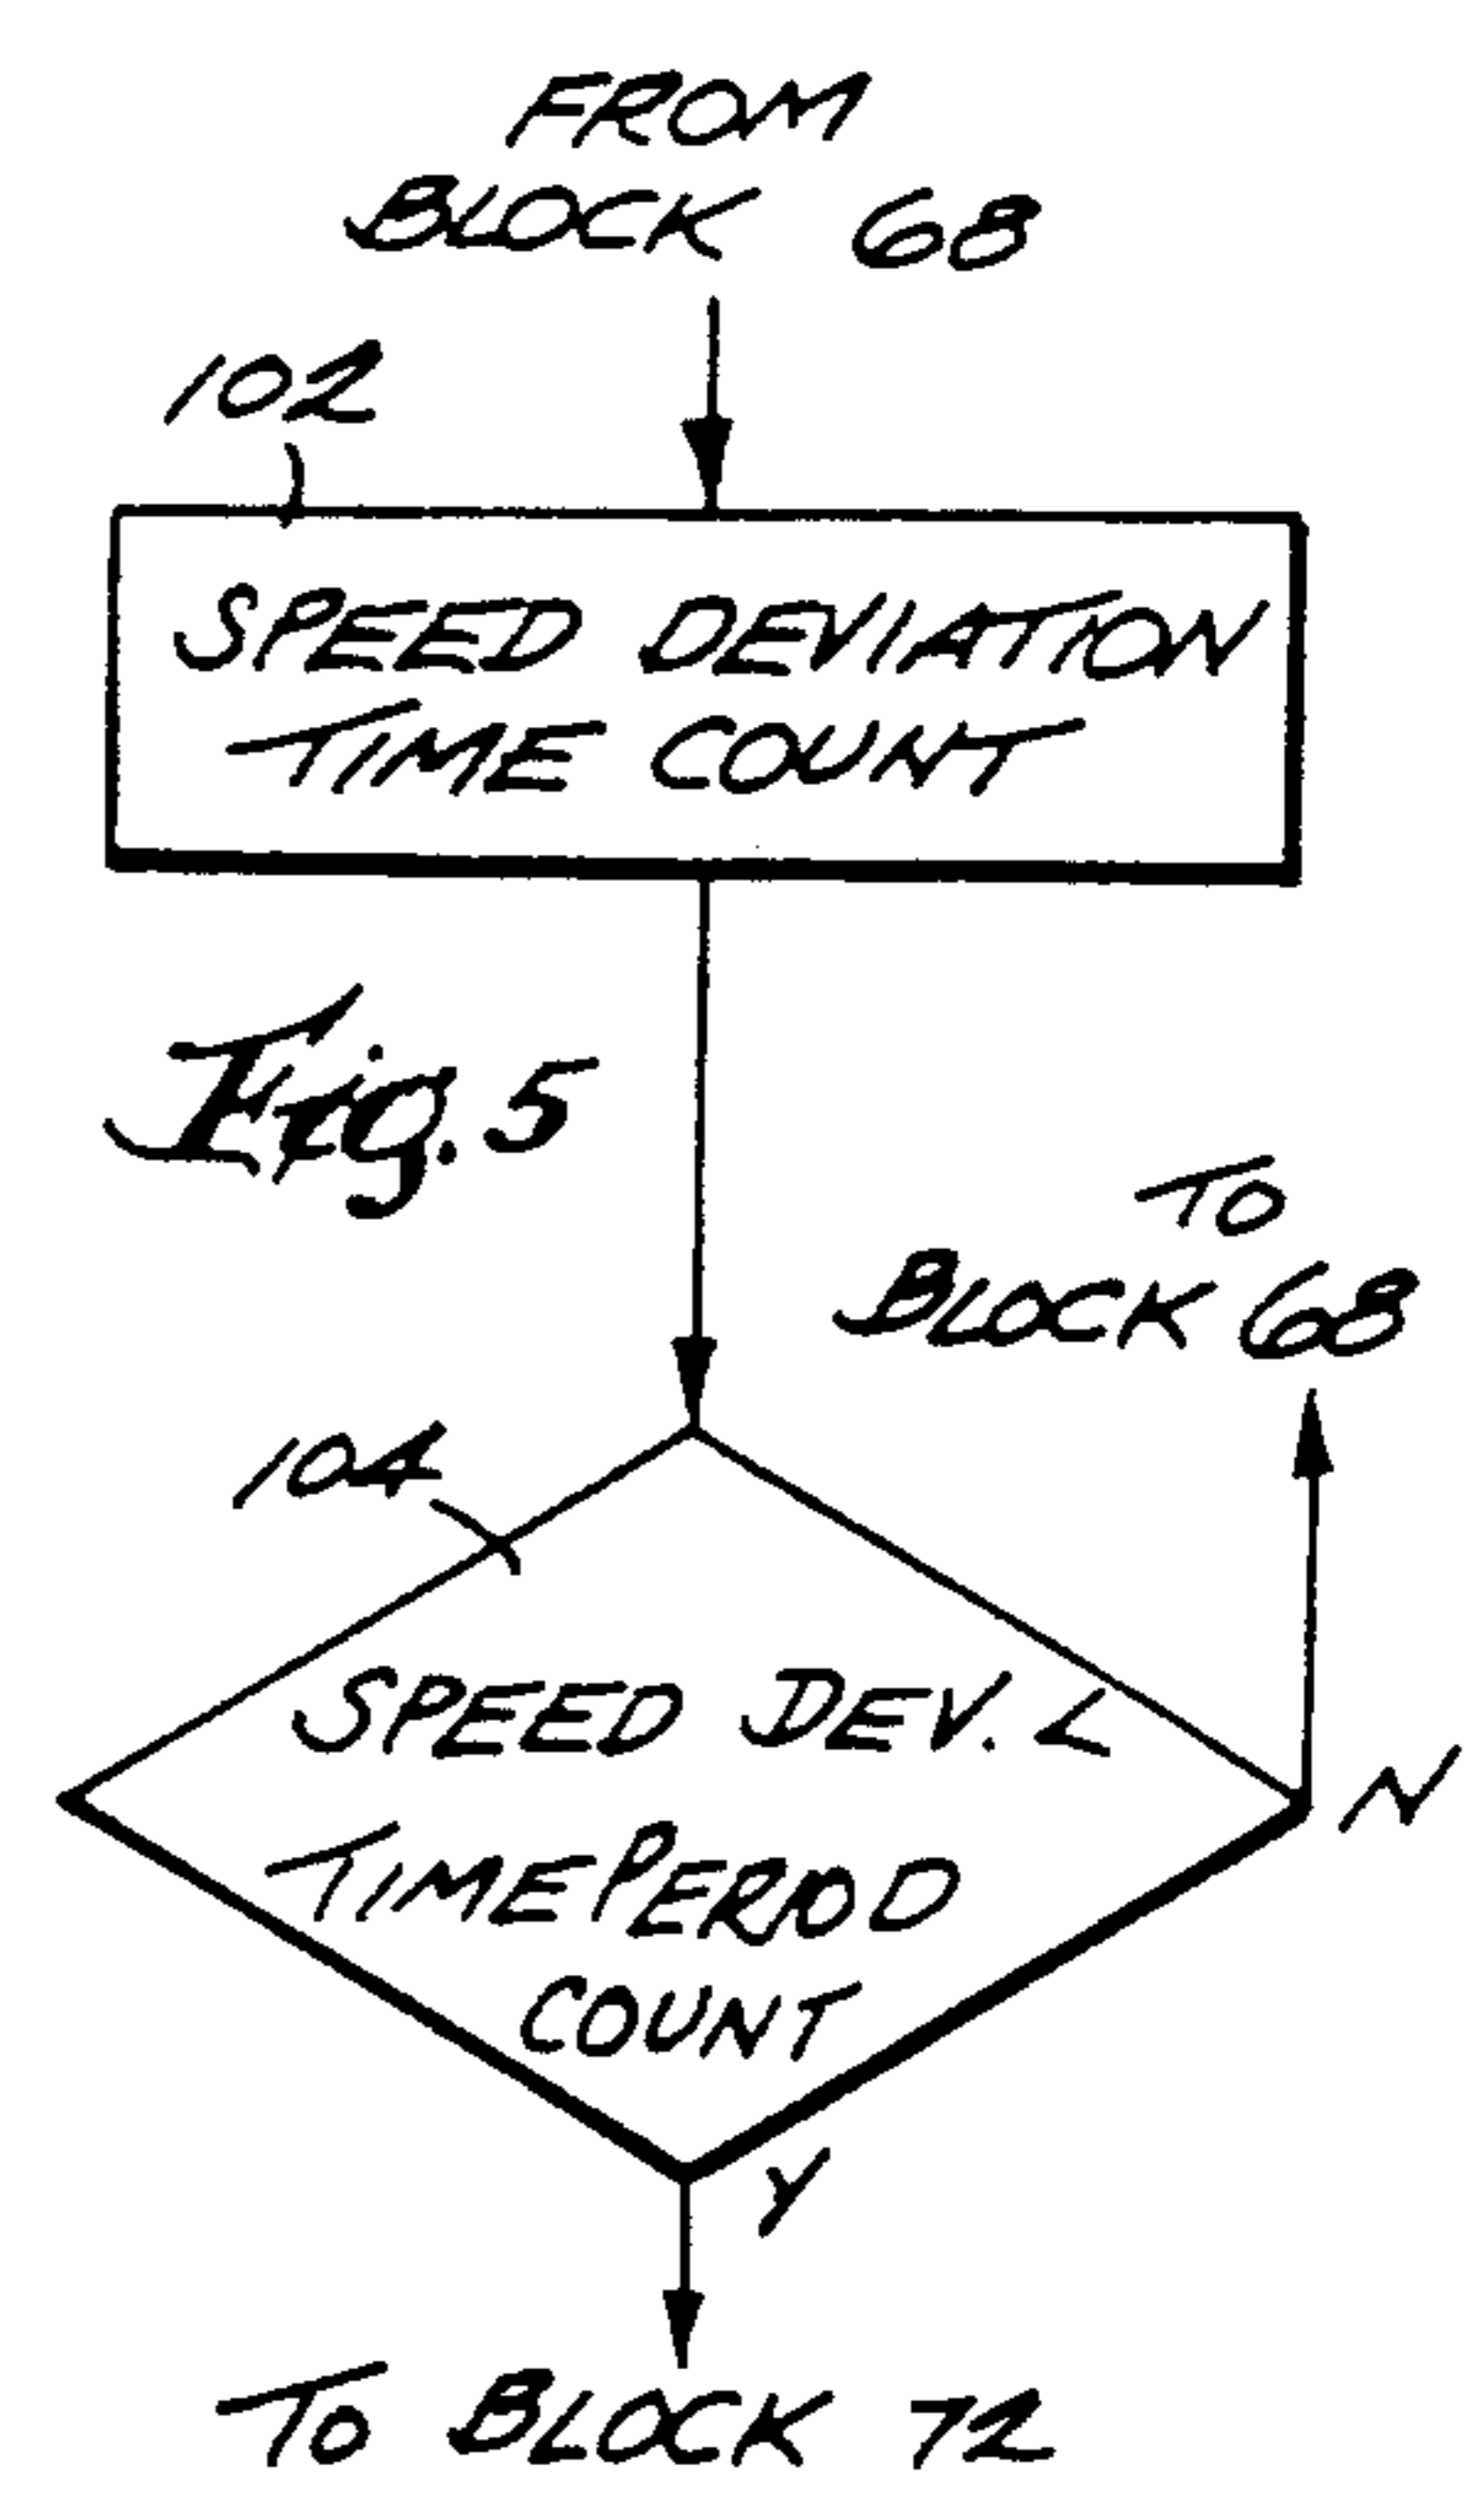 FROM
BLOCK 68
102
SPEED DEVIATION
TIME COUNT
Fig. 5
TO
BLOCK 68
104
SPEED DEV. <
TIME PERIOD
COUNT
N
Y
TO BLOCK 72